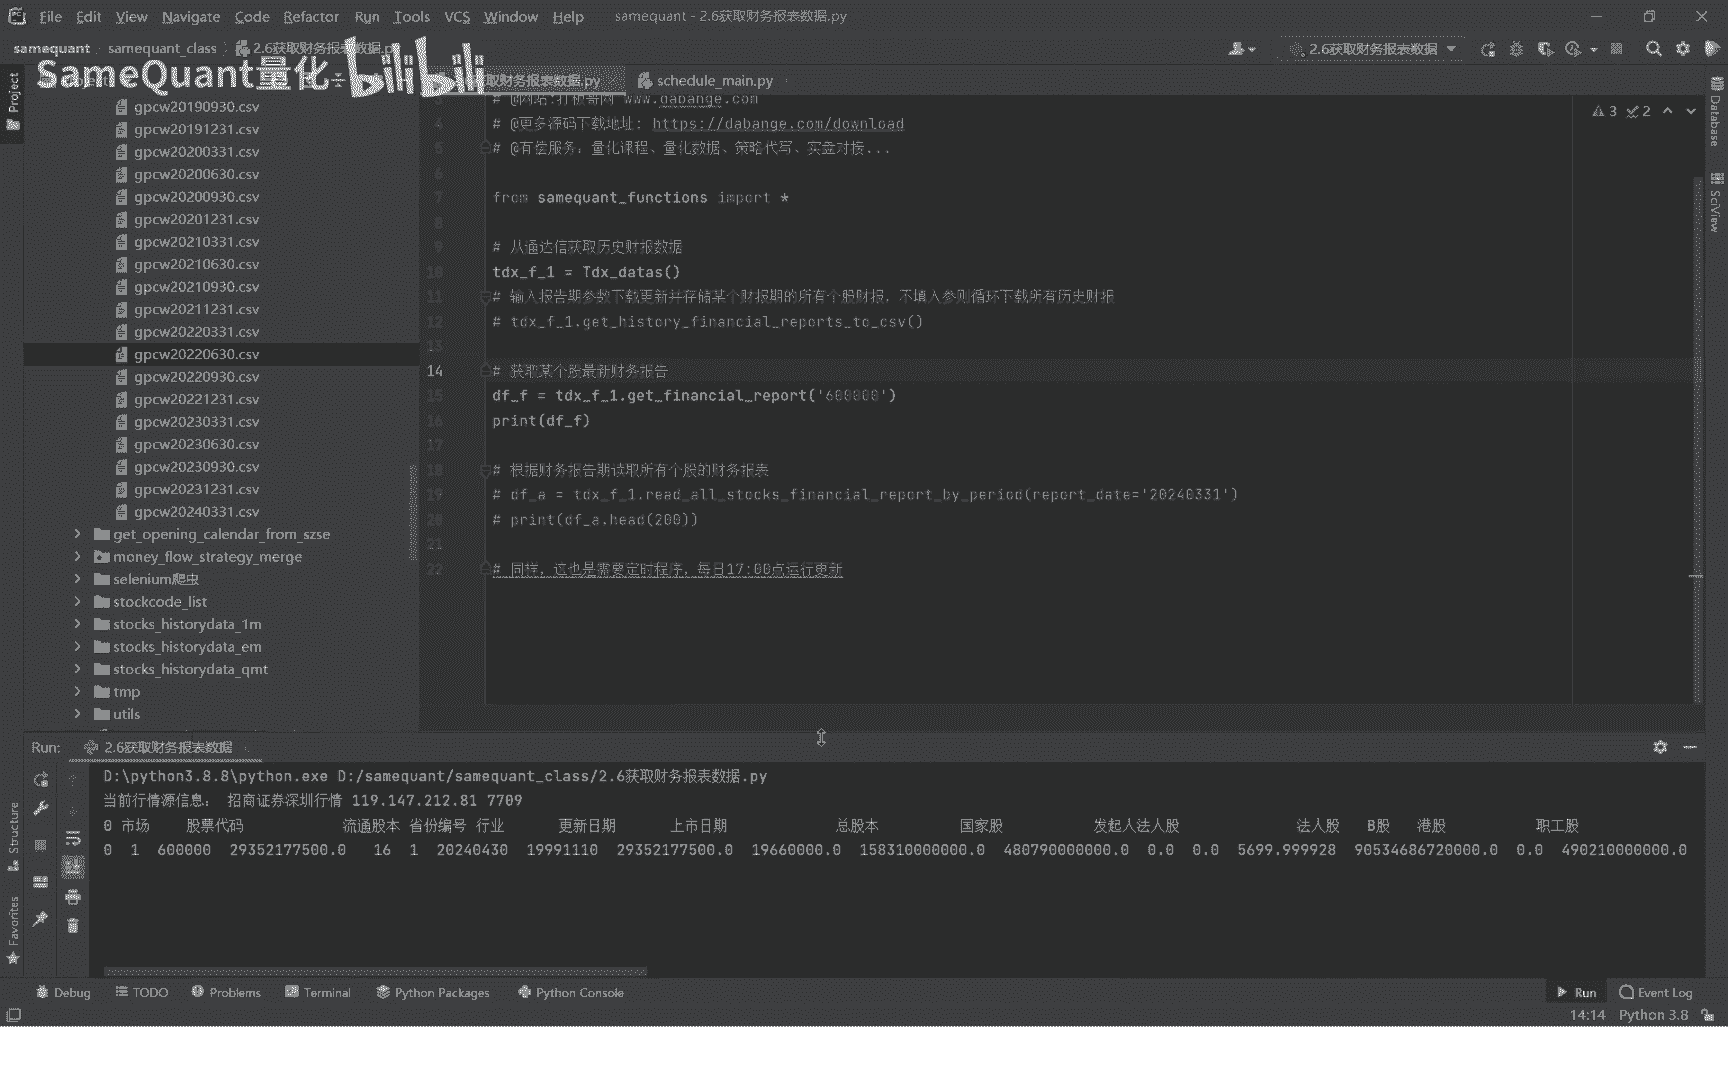 File Edit View Navigate Code Refactor Run Tools VCS Window Help samequant - 2.6获取财务报表数据.py
samequant samequant_class 2.6获取财务报表数据.py
2.6获取财务报表数据
SameQuant量化 bilibili
取财务报表数据.py schedule_main.py
Project
gpcw20190930.csv
gpcw20191231.csv
gpcw20200331.csv
gpcw20200630.csv
gpcw20200930.csv
gpcw20201231.csv
gpcw20210331.csv
gpcw20210630.csv
gpcw20210930.csv
gpcw20211231.csv
gpcw20220331.csv
gpcw20220630.csv
gpcw20220930.csv
gpcw20221231.csv
gpcw20230331.csv
gpcw20230630.csv
gpcw20230930.csv
gpcw20231231.csv
gpcw20240331.csv
get_opening_calendar_from_szse
money_flow_strategy_merge
selenium爬虫
stockcode_list
stocks_historydata_1m
stocks_historydata_em
stocks_historydata_qmt
tmp
utils
3 # @网站:打板哥网 www.dabange.com
4 # @更多源码下载地址: https://dabange.com/download
5 # @有偿服务: 量化课程、量化数据、策略代写、实盘对接...
6
7 from samequant_functions import *
8
9 # 从通达信获取历史财报数据
10 tdx_f_1 = Tdx_datas()
11 # 输入报告期参数下载更新并存储某个财报期的所有个股财报，不填入参则循环下载所有历史财报
12 # tdx_f_1.get_history_financial_reports_to_csv()
13
14 # 获取某个股最新财务报告
15 df_f = tdx_f_1.get_financial_report('600000')
16 print(df_f)
17
18 # 根据财务报告期读取所有个股的财务报表
19 # df_a = tdx_f_1.read_all_stocks_financial_report_by_period(report_date='20240331')
20 # print(df_a.head(200))
21
22 # 同样，这也是需要定时程序，每日17:00点运行更新
3 2
Database
SciView
Run: 2.6获取财务报表数据
D:\python3.8.8\python.exe D:/samequant/samequant_class/2.6获取财务报表数据.py
当前行情源信息： 招商证券深圳行情 119.147.212.81 7709
0 市场 股票代码 流通股本 省份编号 行业 更新日期 上市日期 总股本 国家股 发起人法人股 法人股 B股 港股 职工股
0 1 600000 29352177500.0 16 1 20240430 19991110 29352177500.0 19660000.0 158310000000.0 480790000000.0 0.0 0.0 5699.999928 90534686720000.0 0.0 490210000000.0
Structure
Favorites
Debug TODO Problems Terminal Python Packages Python Console Run Event Log
14:14 Python 3.8